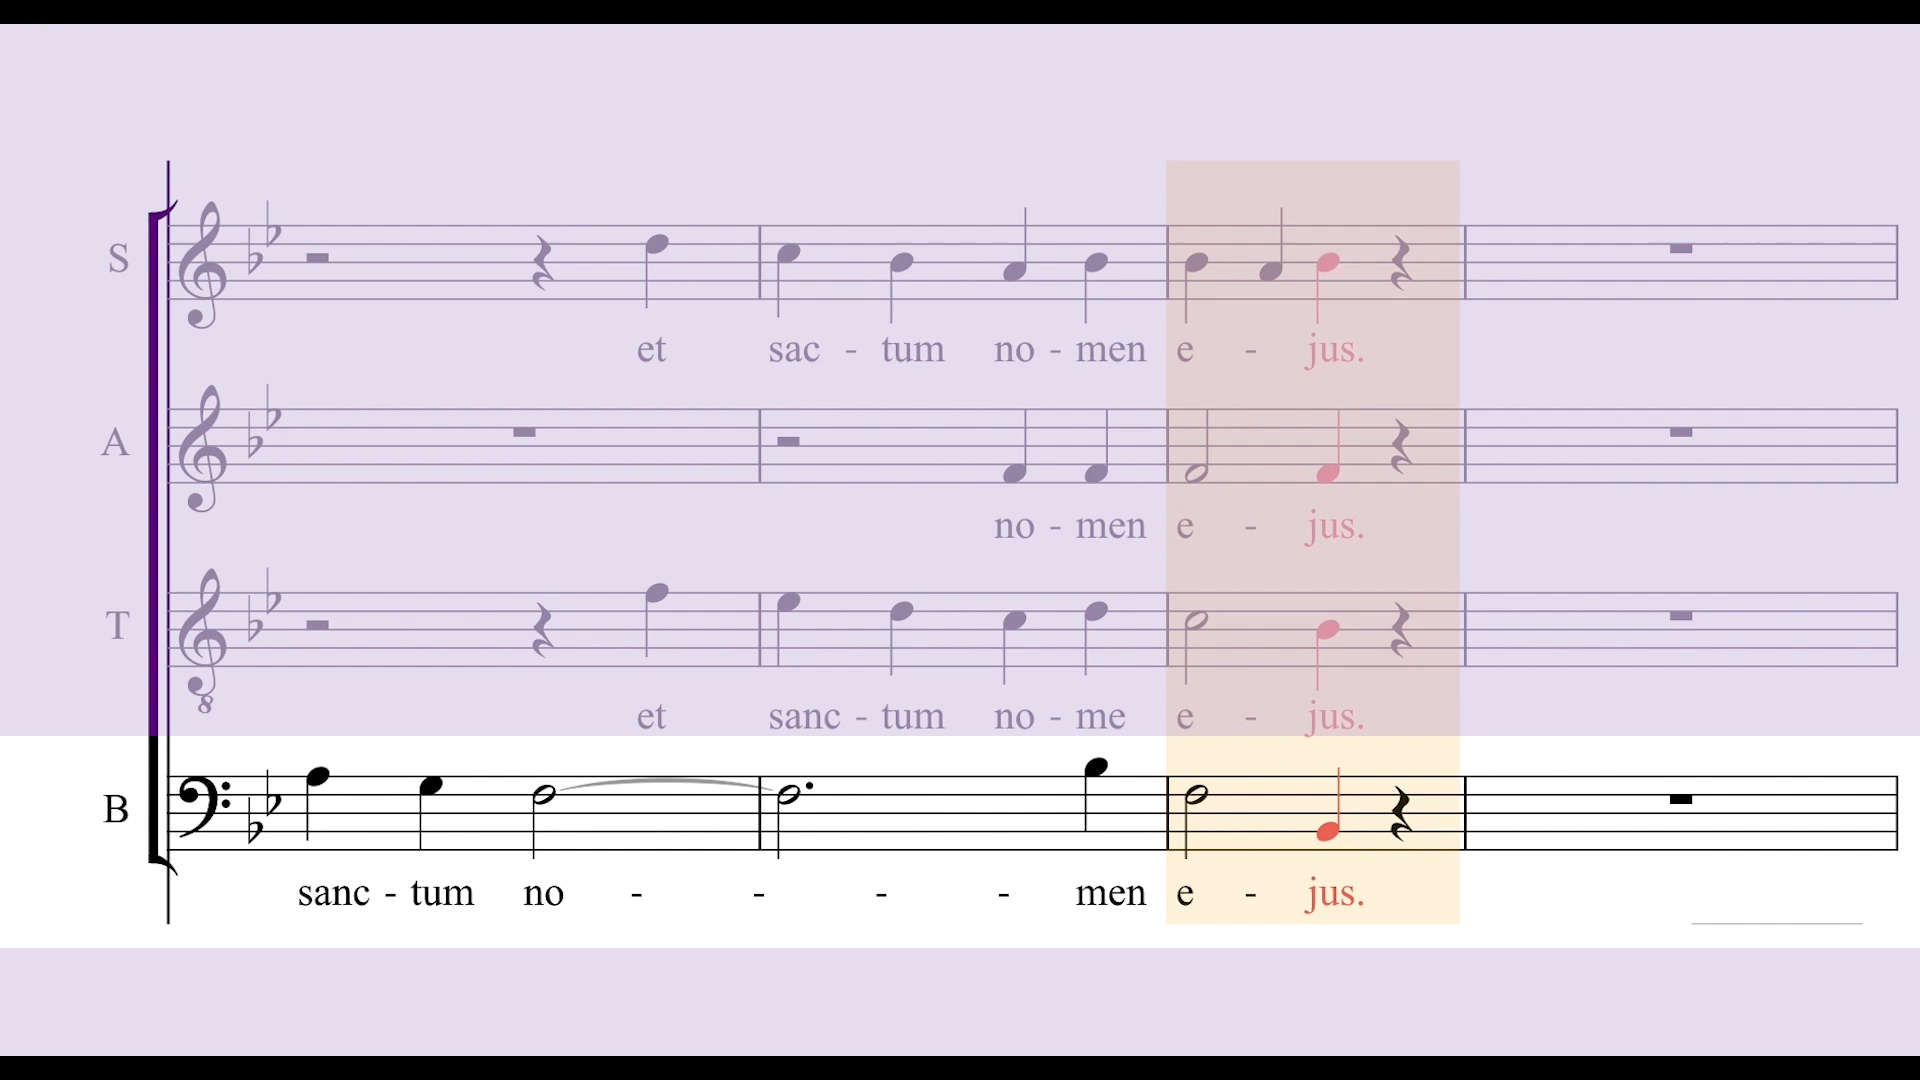 S
et sac - tum no - men e - jus.
A
no - men e - jus.
T
8
et sanc - tum no - me e - jus.
B
sanc - tum no - - - - men e - jus.